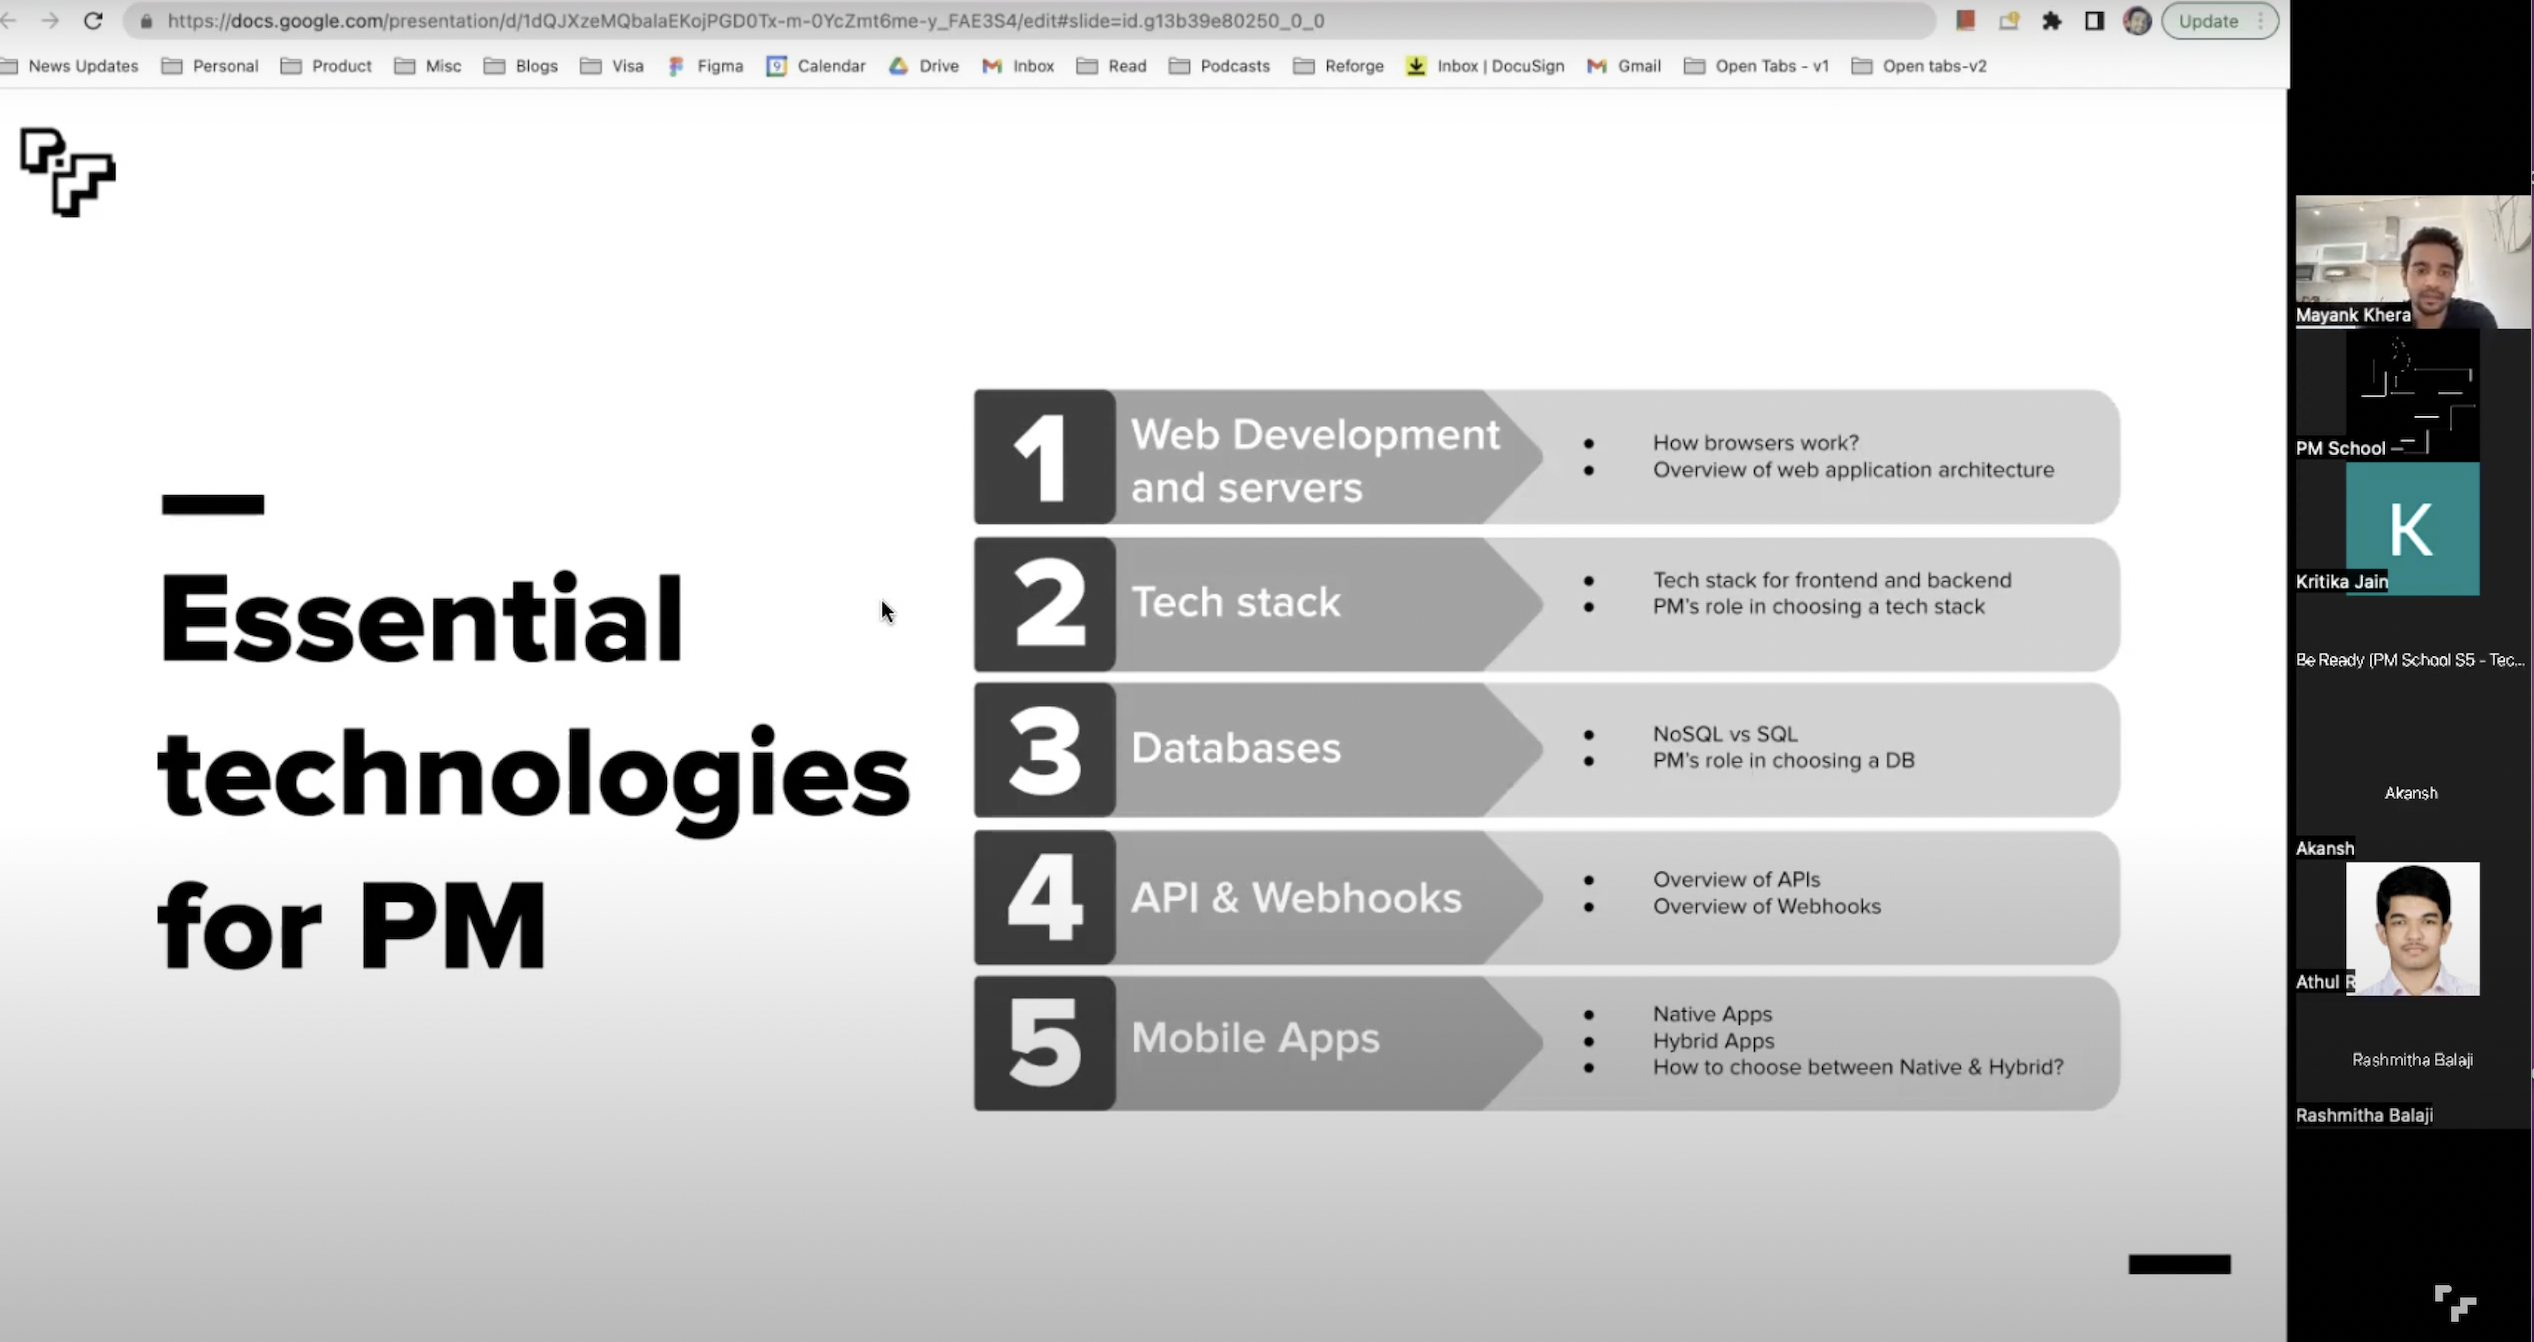 https://docs.google.com/presentation/d/1dQJXzeMQbalaEKojPGD0Tx-m-0YcZmt6me-y_FAE3S4/edit#slide=id.g13b39e80250_0_0
Update
News Updates Personal Product Misc Blogs Visa Figma Calendar Drive Inbox Read Podcasts Reforge Inbox | DocuSign Gmail Open Tabs - v1 Open tabs-v2
Essential
technologies
for PM
1
Web Development
and servers
● How browsers work?
● Overview of web application architecture
2
Tech stack
● Tech stack for frontend and backend
● PM's role in choosing a tech stack
3
Databases
● NoSQL vs SQL
● PM's role in choosing a DB
4
API & Webhooks
● Overview of APIs
● Overview of Webhooks
5
Mobile Apps
● Native Apps
● Hybrid Apps
● How to choose between Native & Hybrid?
Mayank Khera
PM School
K
Kritika Jain
Be Ready (PM School S5 - Tec...
Akansh
Akansh
Athul R
Rashmitha Balaji
Rashmitha Balaji